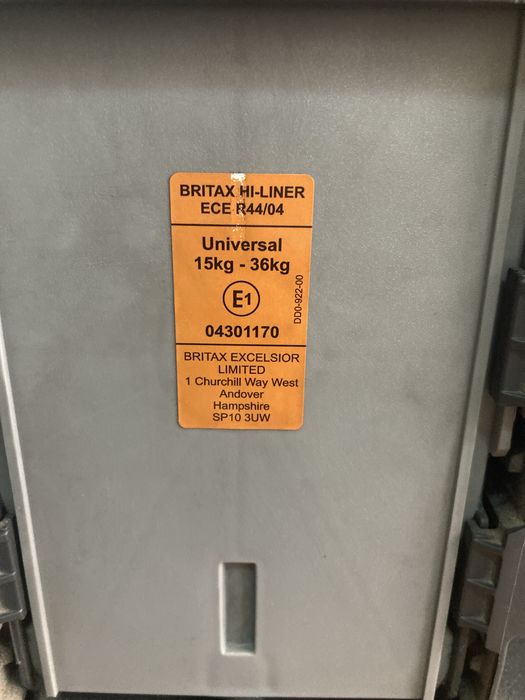 BRITAX HI-LINER
ECE R44/04
Universal
15kg - 36kg
E1
DD0-922-00
04301170
BRITAX EXCELSIOR
LIMITED
1 Churchill Way West
Andover
Hampshire
SP10 3UW